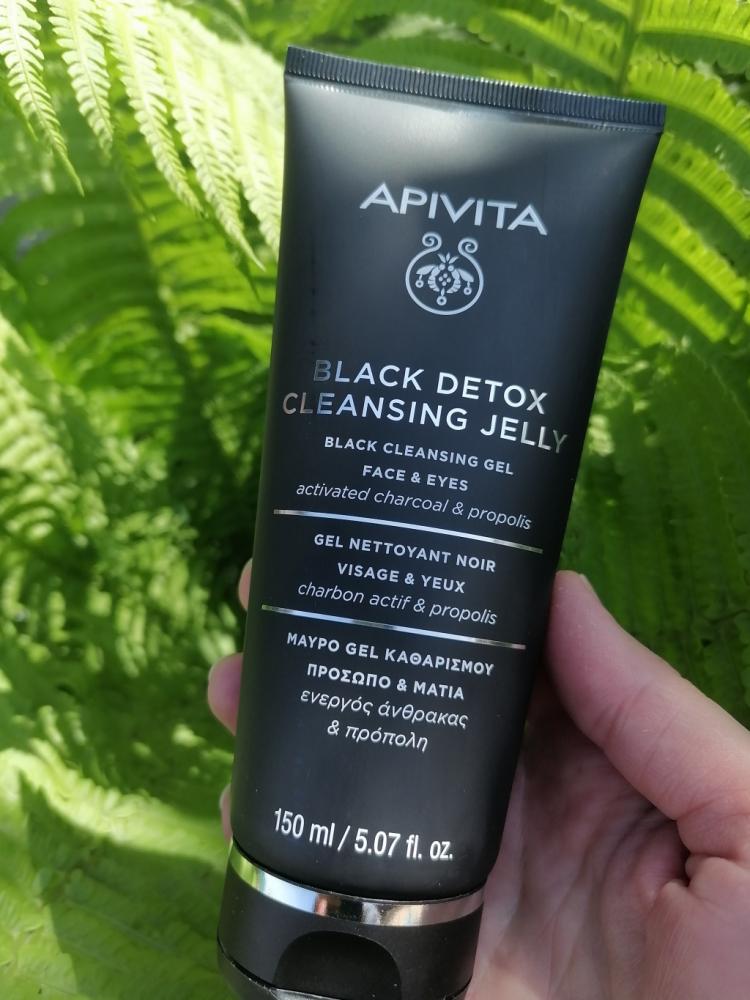 APIVITA
BLACK DETOX
CLEANSING JELLY
BLACK CLEANSING GEL
FACE & EYES
activated charcoal & propolis
GEL NETTOYANT NOIR
VISAGE & YEUX
charbon actif & propolis
ΜΑΥΡΟ GEL ΚΑΘΑΡΙΣΜΟΥ
ΠΡΟΣΩΠΟ & ΜΑΤΙΑ
ενεργός άνθρακας
& πρόπολη
150 ml / 5.07 fl. oz.